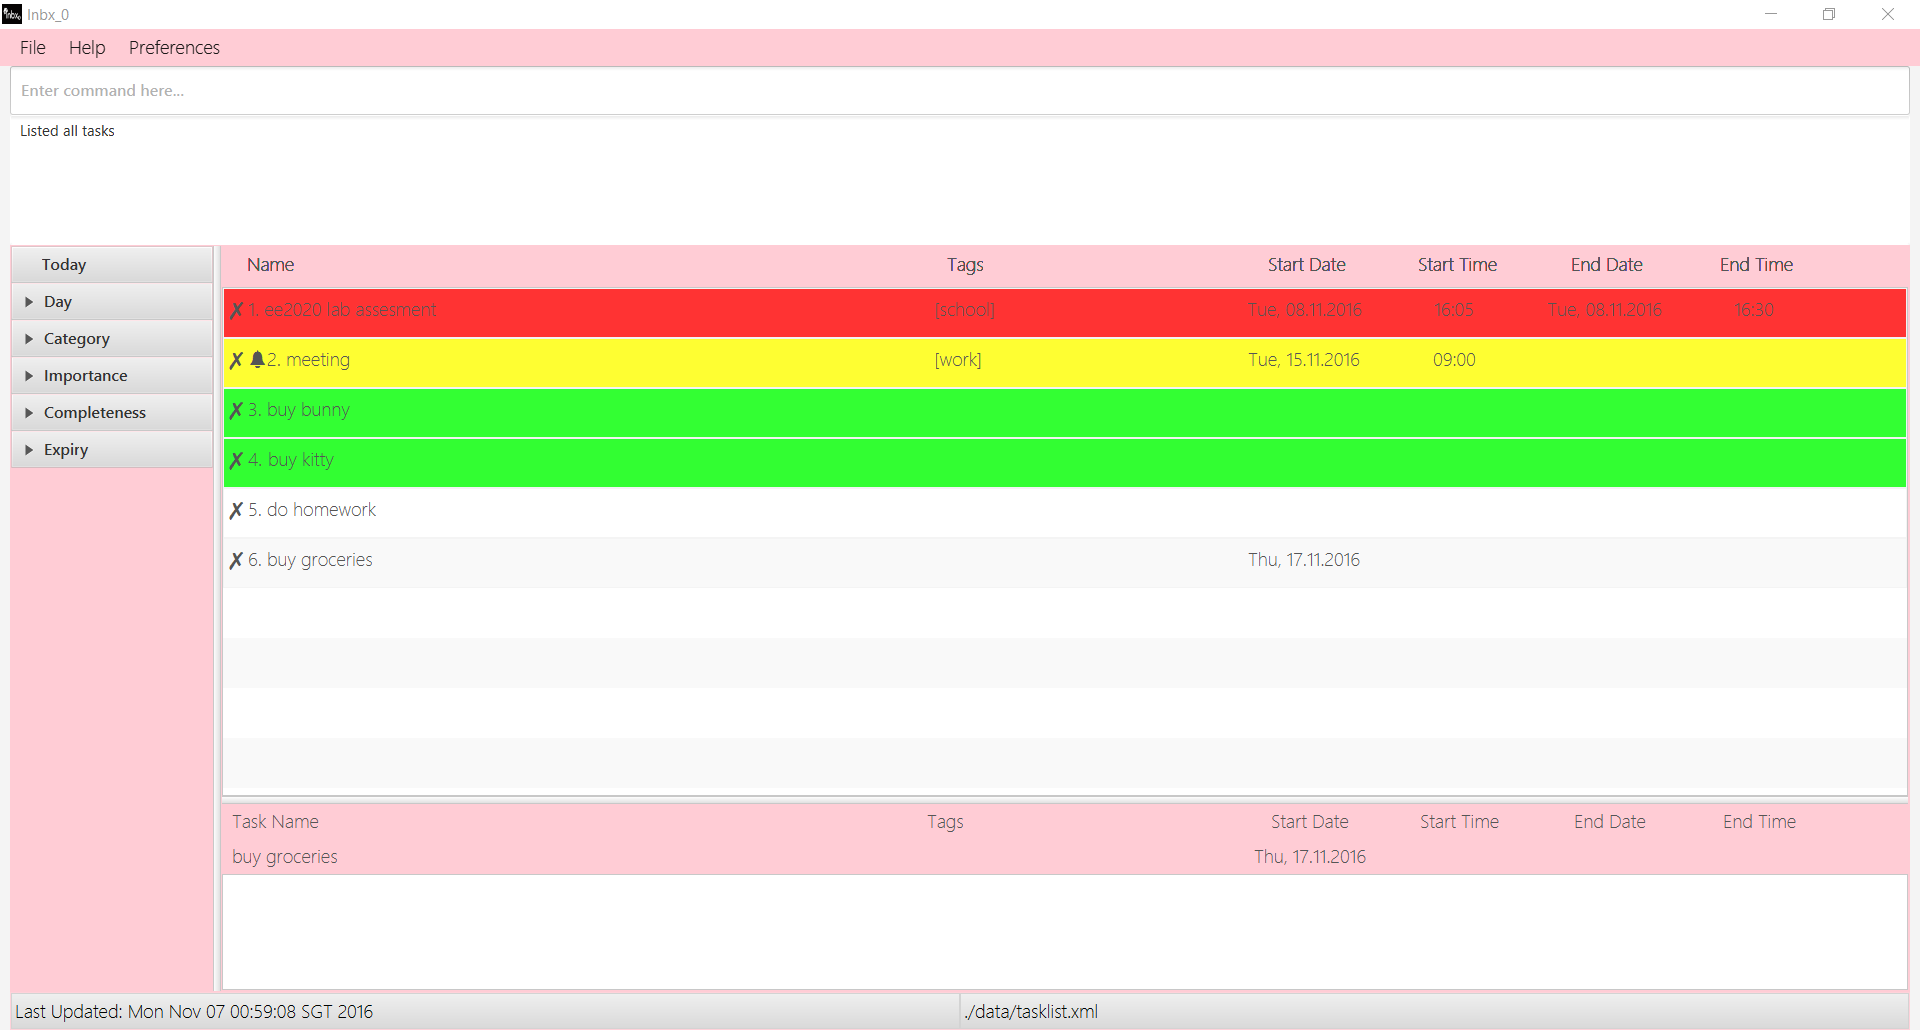 Inbx_0
File Help Preferences
Enter command here...
Listed all tasks
Today
Day
Category
Importance
Completeness
Expiry
Name Tags Start Date Start Time End Date End Time
✗ 1. ee2020 lab assesment [school] Tue, 08.11.2016 16:05 Tue, 08.11.2016 16:30
✗ 2. meeting [work] Tue, 15.11.2016 09:00
✗ 3. buy bunny
✗ 4. buy kitty
✗ 5. do homework
✗ 6. buy groceries Thu, 17.11.2016
Task Name Tags Start Date Start Time End Date End Time
buy groceries Thu, 17.11.2016
Last Updated: Mon Nov 07 00:59:08 SGT 2016 ./data/tasklist.xml